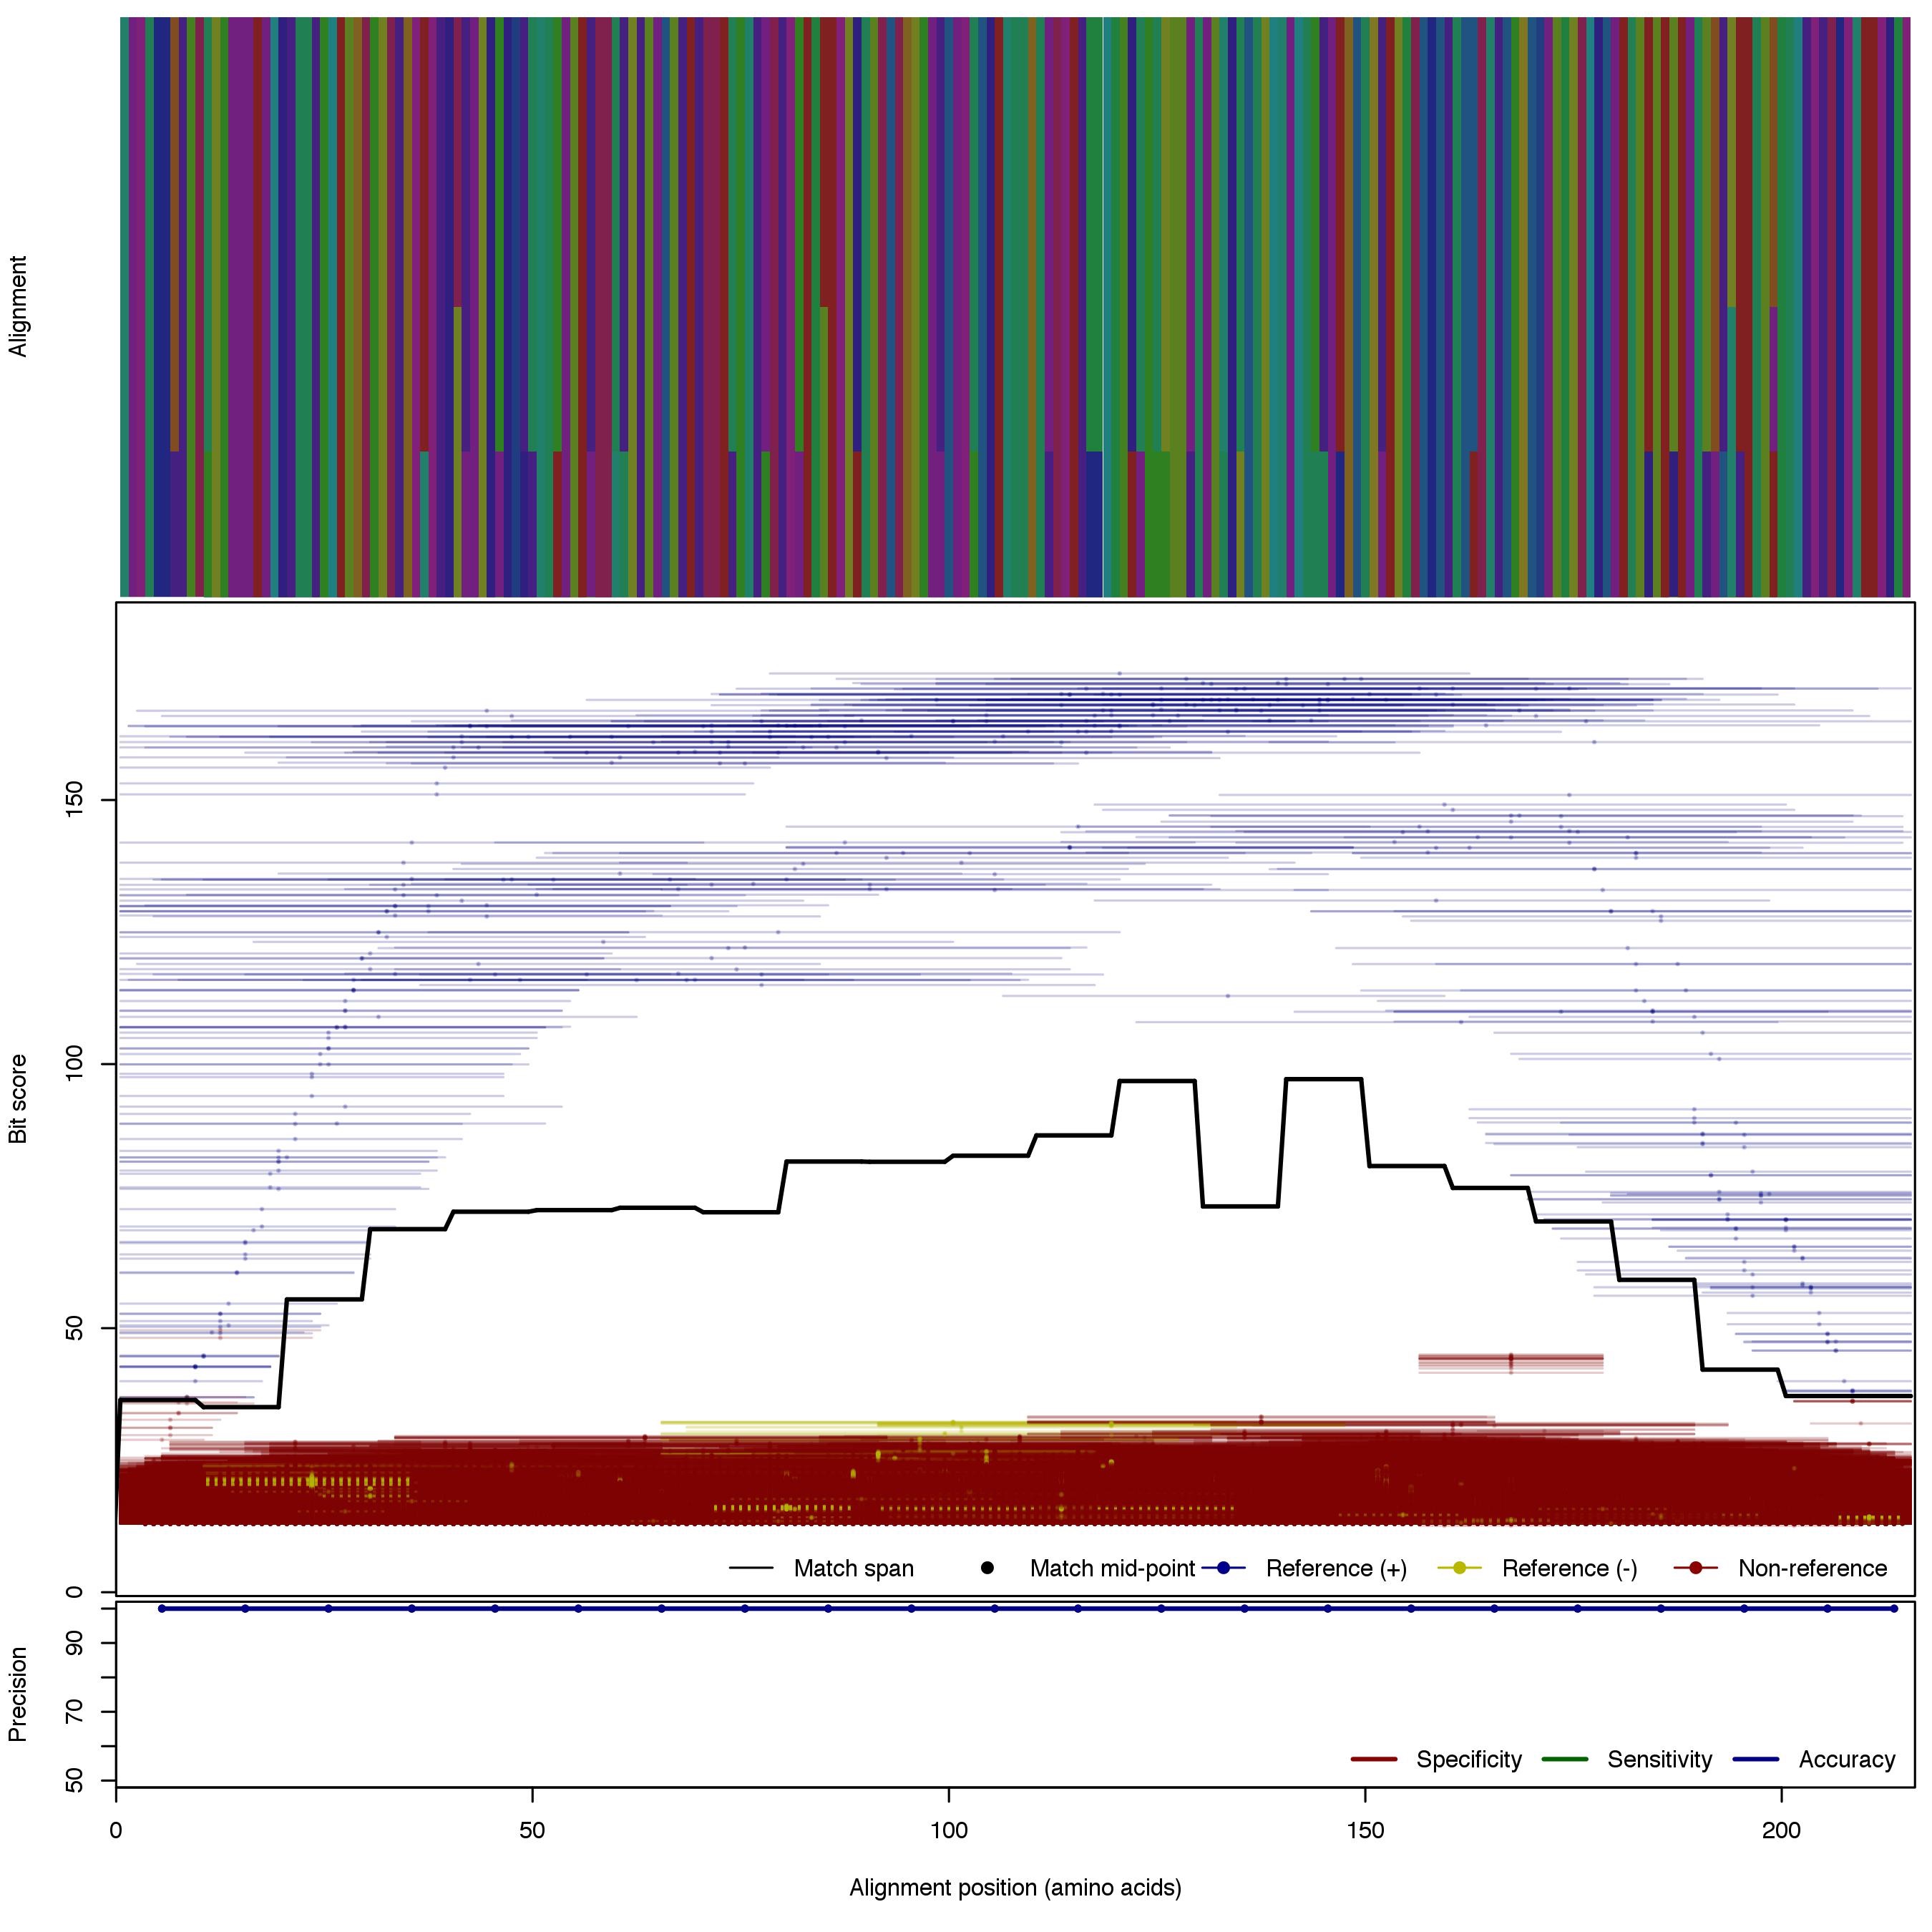 Alignment
Bit score
150
100
50
0
Match span
Match mid-point
Reference (+)
Reference (-)
Non-reference
Precision
90
70
50
Specificity
Sensitivity
Accuracy
0
50
100
150
200
Alignment position (amino acids)